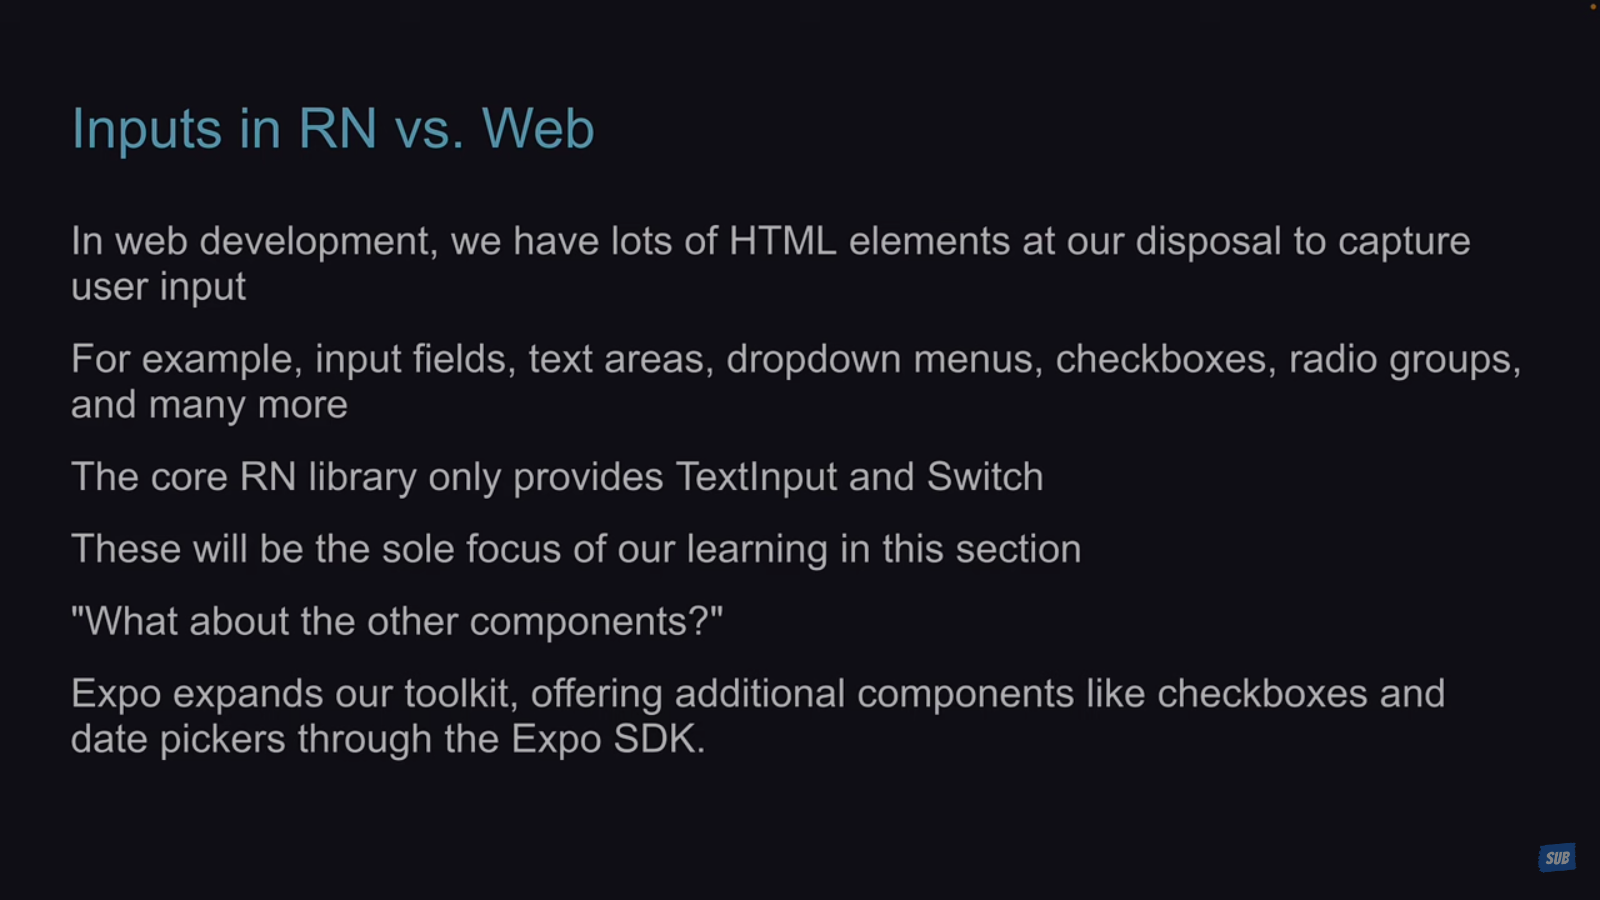 Inputs in RN vs. Web
In web development, we have lots of HTML elements at our disposal to capture
user input
For example, input fields, text areas, dropdown menus, checkboxes, radio groups,
and many more
The core RN library only provides TextInput and Switch
These will be the sole focus of our learning in this section
"What about the other components?"
Expo expands our toolkit, offering additional components like checkboxes and
date pickers through the Expo SDK.
SUB